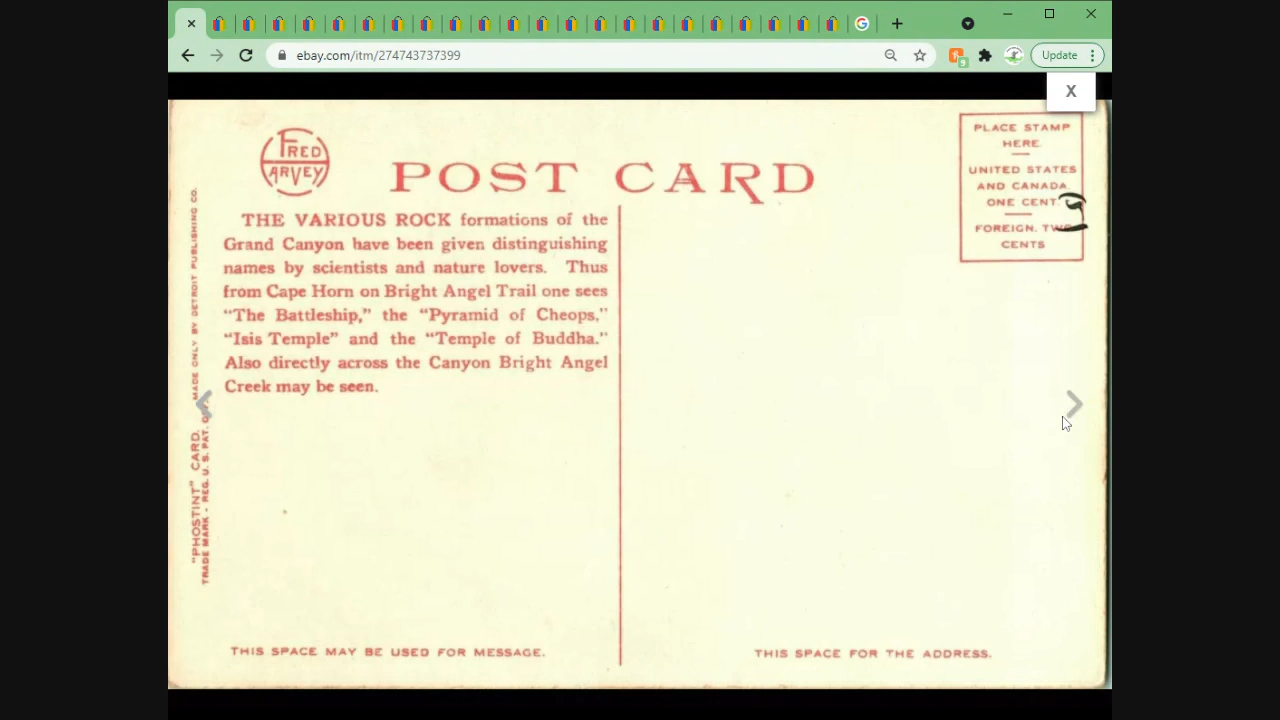 ebay.com/itm/274743737399
9
Update
X
FRED
HARVEY
POST CARD
PLACE STAMP
HERE.
UNITED STATES
AND CANADA
ONE CENT.
FOREIGN. TWO
CENTS
THE VARIOUS ROCK formations of the
Grand Canyon have been given distinguishing
names by scientists and nature lovers. Thus
from Cape Horn on Bright Angel Trail one sees
“The Battleship,” the “Pyramid of Cheops,”
“Isis Temple” and the “Temple of Buddha.”
Also directly across the Canyon Bright Angel
Creek may be seen.
“PHOSTINT” CARD. MADE ONLY BY DETROIT PUBLISHING CO.
TRADE MARK - REG. U. S. PAT.
THIS SPACE MAY BE USED FOR MESSAGE.
THIS SPACE FOR THE ADDRESS.